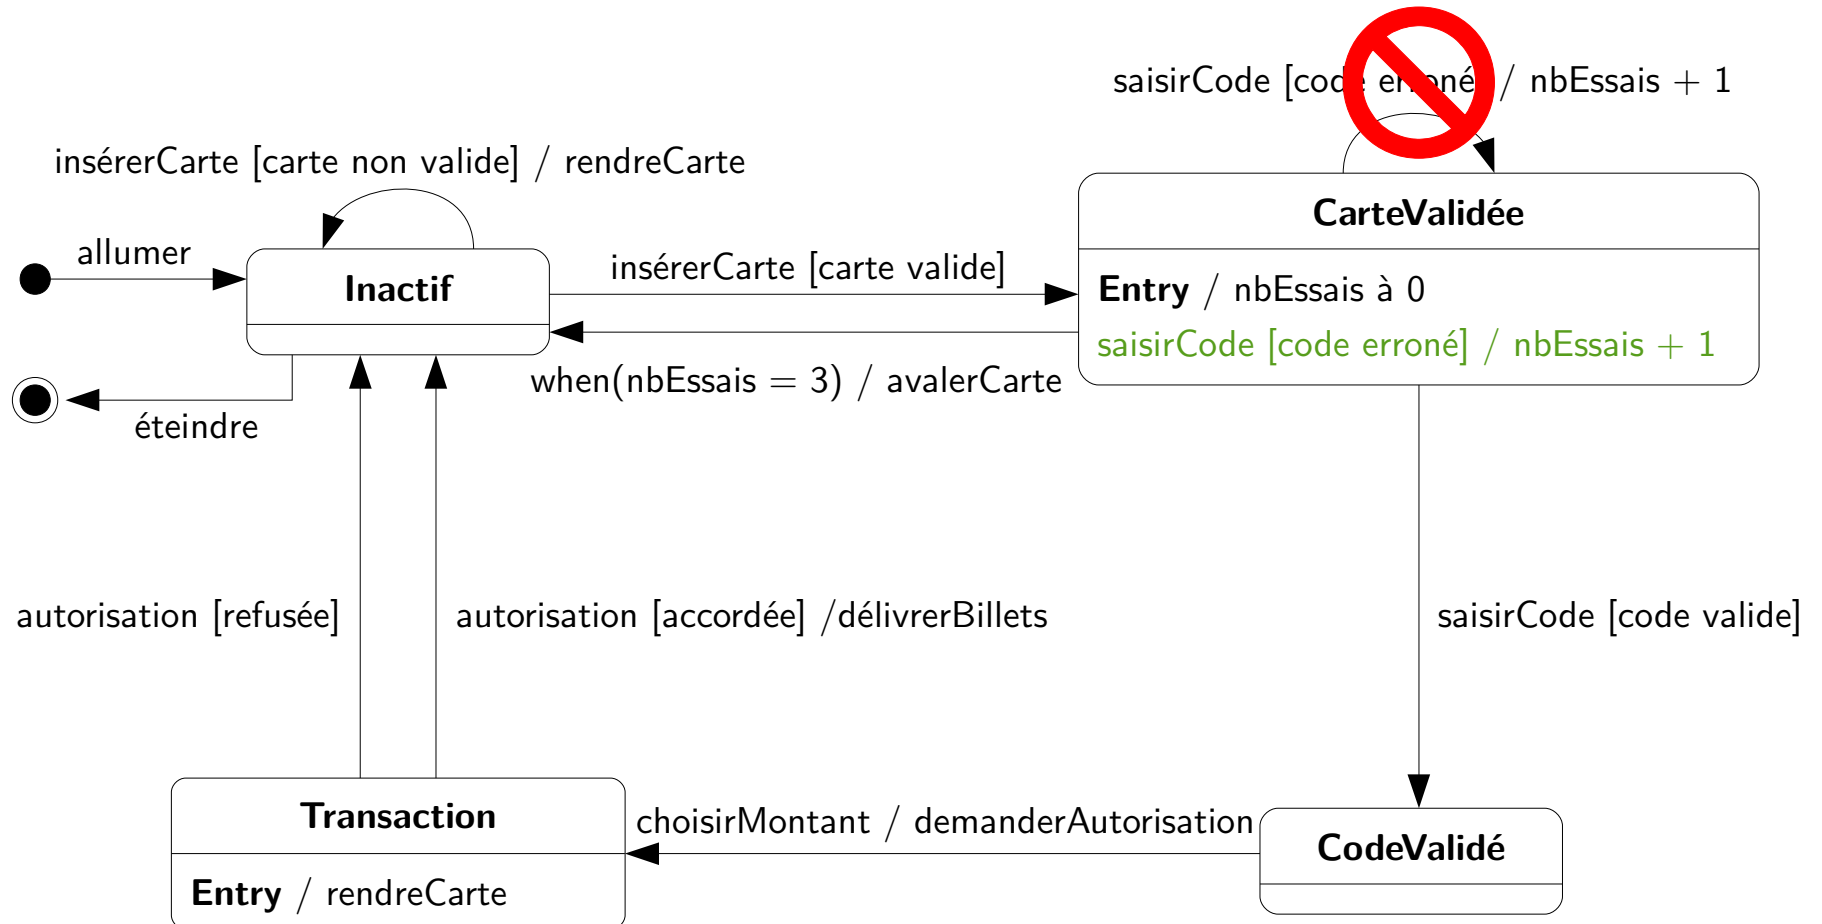 saisirCode [code erroné] / nbEssais + 1
insérerCarte [carte non valide] / rendreCarte
CarteValidée
allumer
Inactif
insérerCarte [carte valide]
Entry / nbEssais à 0
saisirCode [code erroné] / nbEssais + 1
when(nbEssais = 3) / avalerCarte
éteindre
autorisation [refusée]
autorisation [accordée] /délivrerBillets
saisirCode [code valide]
Transaction
choisirMontant / demanderAutorisation
CodeValidé
Entry / rendreCarte